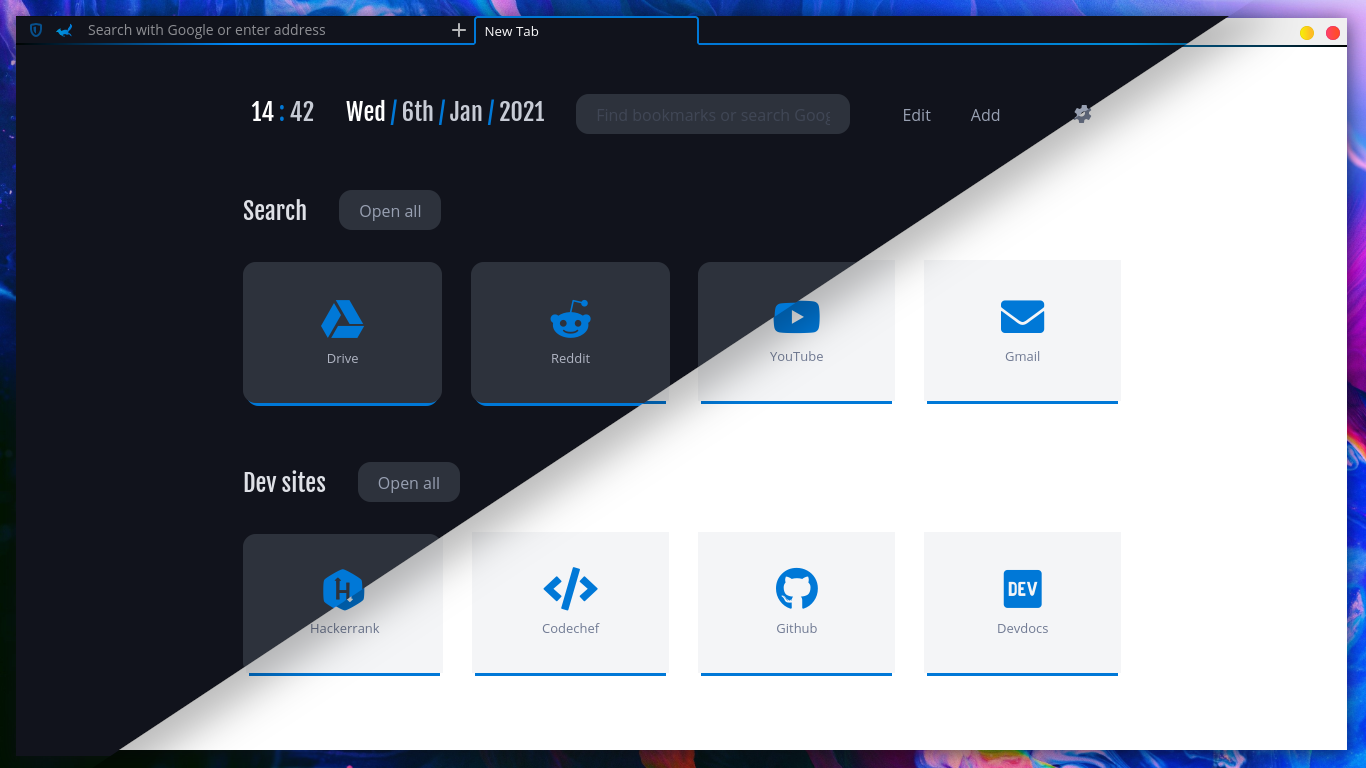 Search with Google or enter address
New Tab
14 : 42 Wed / 6th / Jan / 2021
Find bookmarks or search Goog
Edit
Add
Search
Open all
Drive
Reddit
YouTube
Gmail
Dev sites
Open all
H
DEV
Hackerrank
Codechef
Github
Devdocs